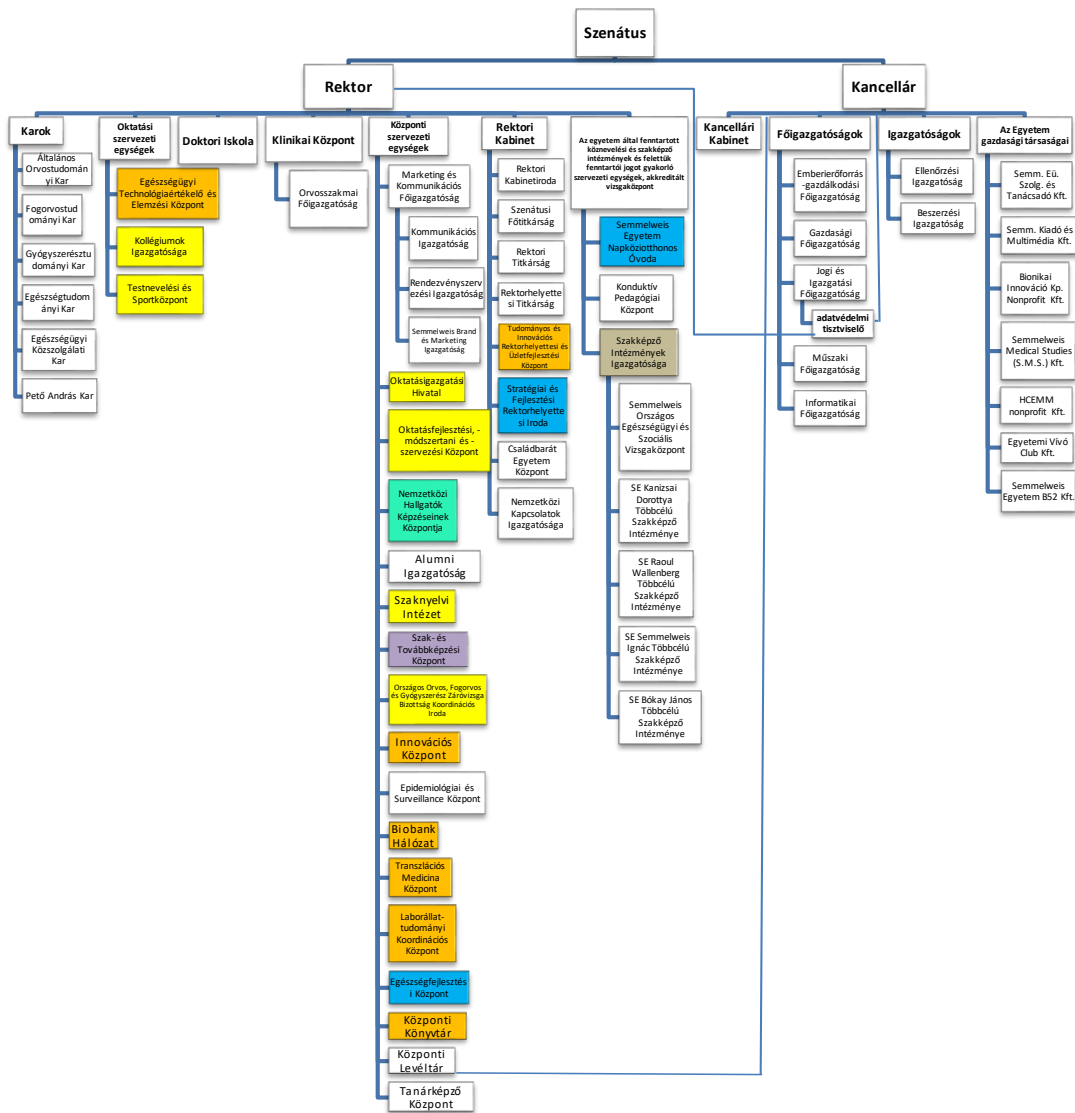 Szenátus
Rektor
Kancellár
Karok
Általános
Orvostudomány
yi Kar
Fogorvostud
ományi Kar
Gyógyszerésztu
dományi Kar
Egészségtudo
mányi Kar
Egészségügyi
Közszolgálati
Kar
Pető András Kar
Oktatási
szervezeti
egységek
Egészségügyi
Technológiaértékelő és
Elemzési Központ
Kollégiumok
Igazgatósága
Testnevelési és
Sportközpont
Doktori Iskola
Klinikai Központ
Orvosszakmai
Főigazgatóság
Központi
szervezeti
egységek
Marketing és
Kommunikációs
Főigazgatóság
Kommunikációs
Igazgatóság
Rendezvényszerv
ezési Igazgatóság
Semmelweis Brand
és Marketing
Igazgatóság
Oktatásigazgatási
Hivatal
Oktatásfejlesztési, -
módszertani és -
szervezési Központ
Nemzetközi
Hallgatók
Képzéseinek
Központja
Alumni
Igazgatóság
Szaknyelvi
Intézet
Szak- és
Továbbképzési
Központ
Országos Orvos, Fogorvos
és Gyógyszerész Záróvizsga
Bizottság Koordinációs
Iroda
Innovációs
Központ
Epidemiológiai és
Surveillance Központ
Biobank
Hálózat
Transzlációs
Medicina
Központ
Laborállat-
tudományi
Koordinációs
Központ
Egészségfejlesztés
i Központ
Központi
Könyvtár
Központi
Levéltár
Tanárképző
Központ
Rektori
Kabinet
Rektori
Kabinetiroda
Szenátusi
Főtitkárság
Rektori
Titkárság
Rektorhelyette
si Titkárság
Tudományos és
Innovációs
Rektorhelyettesi és
Üzletfejlesztési
Központ
Stratégiai és
Fejlesztési
Rektorhelyette
si Iroda
Családbarát
Egyetem
Központ
Nemzetközi
Kapcsolatok
Igazgatósága
Az egyetem által fenntartott
köznevelési és szakképző
intézmények és felettük
fenntartói jogot gyakorló
szervezeti egységek, akkreditált
vizsgaközpont
Semmelweis
Egyetem
Napköziotthonos
Óvoda
Konduktív
Pedagógiai
Központ
Szakképző
Intézmények
Igazgatósága
Semmelweis
Országos
Egészségügyi és
Szociális
Vizsgaközpont
SE Kanizsai
Dorottya
Többcélú
Szakképző
Intézménye
SE Raoul
Wallenberg
Többcélú
Szakképző
Intézménye
SE Semmelweis
Ignác Többcélú
Szakképző
Intézménye
SE Bókay János
Többcélú
Szakképző
Intézménye
Kancellári
Kabinet
Főigazgatóságok
Emberierőforrás
-gazdálkodási
Főigazgatóság
Gazdasági
Főigazgatóság
Jogi és
Igazgatási
Főigazgatóság
adatvédelmi
tisztviselő
Műszaki
Főigazgatóság
Informatikai
Főigazgatóság
Igazgatóságok
Ellenőrzési
Igazgatóság
Beszerzési
Igazgatóság
Az Egyetem
gazdasági társaságai
Semm. Eü.
Szolg. és
Tanácsadó Kft.
Semm. Kiadó és
Multimédia Kft.
Bionikai
Innováció Kp.
Nonprofit Kft.
Semmelweis
Medical Studies
(S.M.S.) Kft.
HCEMM
nonprofit Kft.
Egyetemi Vívó
Club Kft.
Semmelweis
Egyetem B52 Kft.